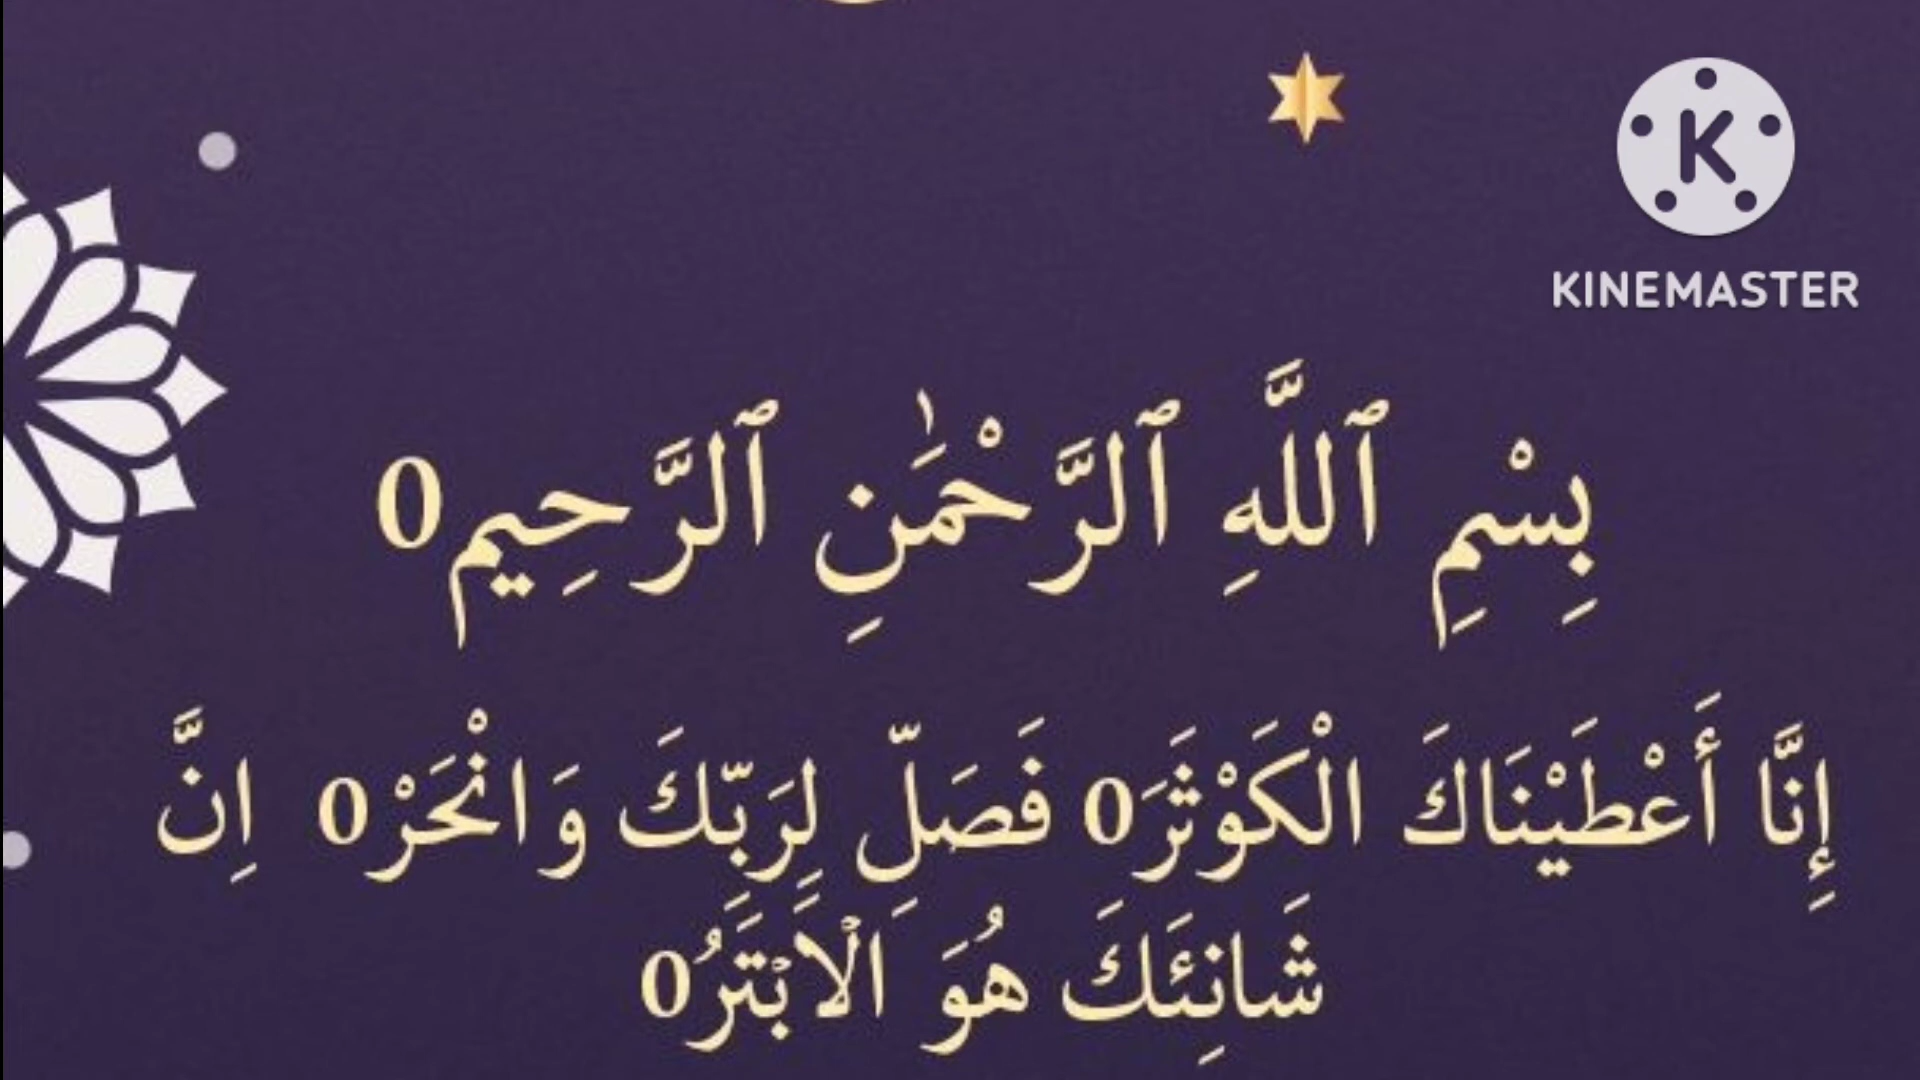 KINEMASTER
بِسْمِ ٱللَّهِ ٱلرَّحْمَٰنِ ٱلرَّحِيمِ0
إِنَّا أَعْطَيْنَاكَ الْكَوْثَرَ0 فَصَلِّ لِرَبِّكَ وَانْحَرْ0 اِنَّ
شَانِئَكَ هُوَ الْاَبْتَرُ0